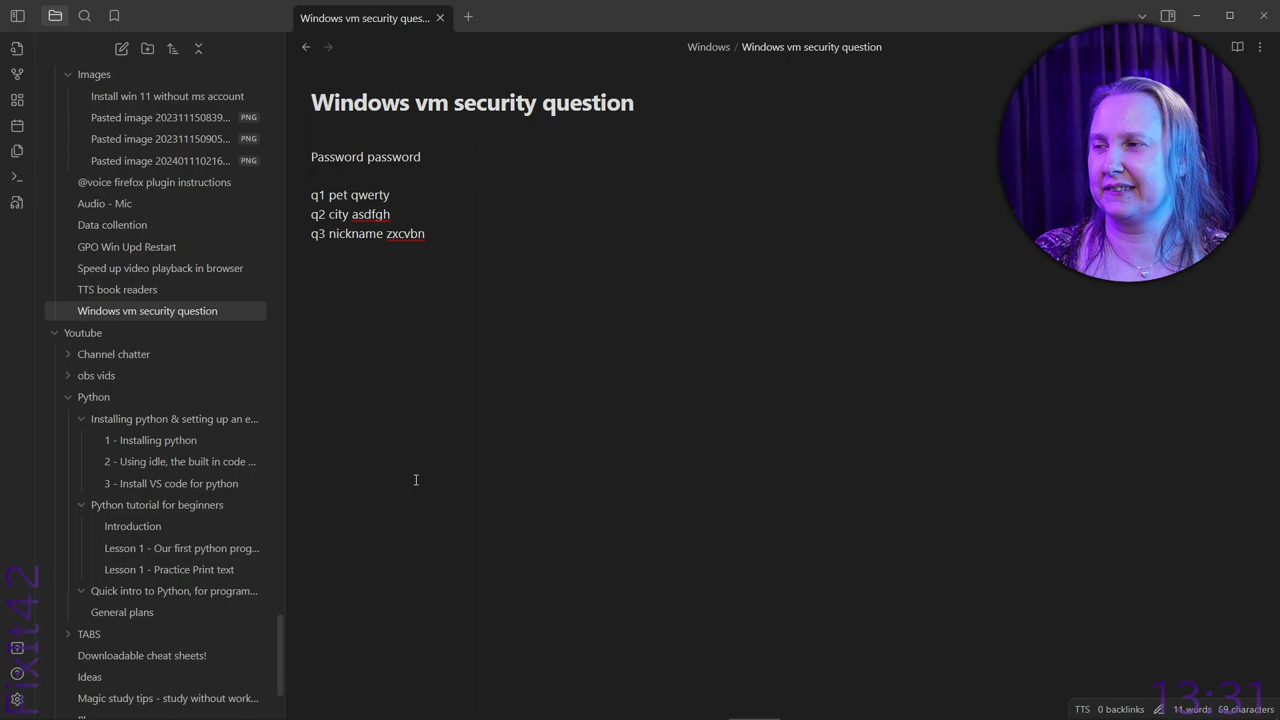 Windows vm security ques...
Windows / Windows vm security question
Images
Install win 11 without ms account
Pasted image 202311150839... PNG
Pasted image 202311150905... PNG
Pasted image 202401110216... PNG
@voice firefox plugin instructions
Audio - Mic
Data collention
GPO Win Upd Restart
Speed up video playback in browser
TTS book readers
Windows vm security question
Youtube
Channel chatter
obs vids
Python
Installing python & setting up an e...
1 - Installing python
2 - Using idle, the built in code ...
3 - Install VS code for python
Python tutorial for beginners
Introduction
Lesson 1 - Our first python prog...
Lesson 1 - Practice Print text
Quick intro to Python, for program...
General plans
TABS
Downloadable cheat sheets!
Ideas
Magic study tips - study without work...
Windows vm security question
Password password
q1 pet qwerty
q2 city asdfgh
q3 nickname zxcvbn
Fixit42
13:31
TTS 0 backlinks 11 words 69 characters